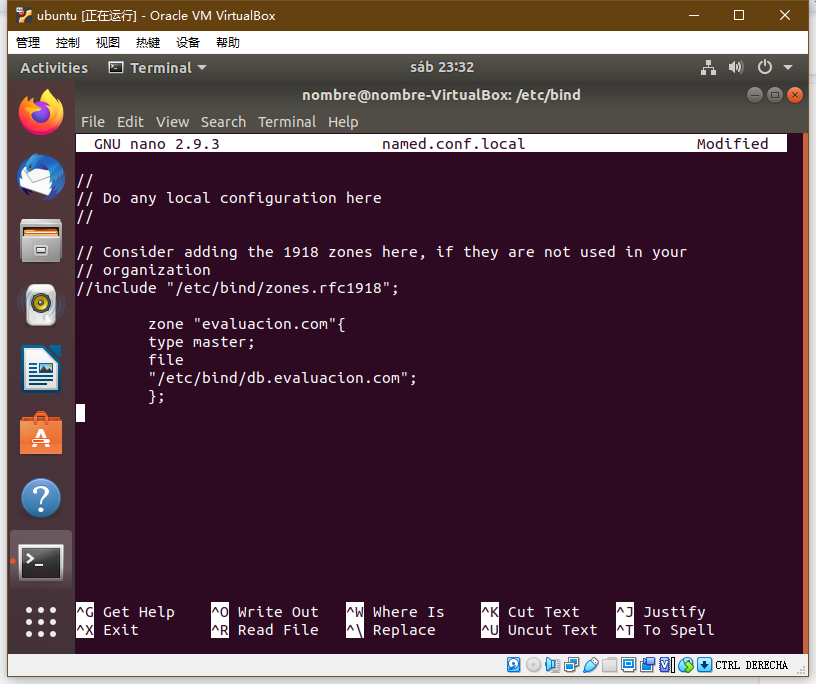 ubuntu [正在运行] - Oracle VM VirtualBox
管理 控制 视图 热键 设备 帮助
Activities Terminal sáb 23:32
nombre@nombre-VirtualBox: /etc/bind
File Edit View Search Terminal Help
GNU nano 2.9.3 named.conf.local Modified
//
// Do any local configuration here
//
// Consider adding the 1918 zones here, if they are not used in your
// organization
//include "/etc/bind/zones.rfc1918";
zone "evaluacion.com"{
type master;
file
"/etc/bind/db.evaluacion.com";
};
^G Get Help ^O Write Out ^W Where Is ^K Cut Text ^J Justify
^X Exit ^R Read File ^\ Replace ^U Uncut Text ^T To Spell
CTRL DERECHA